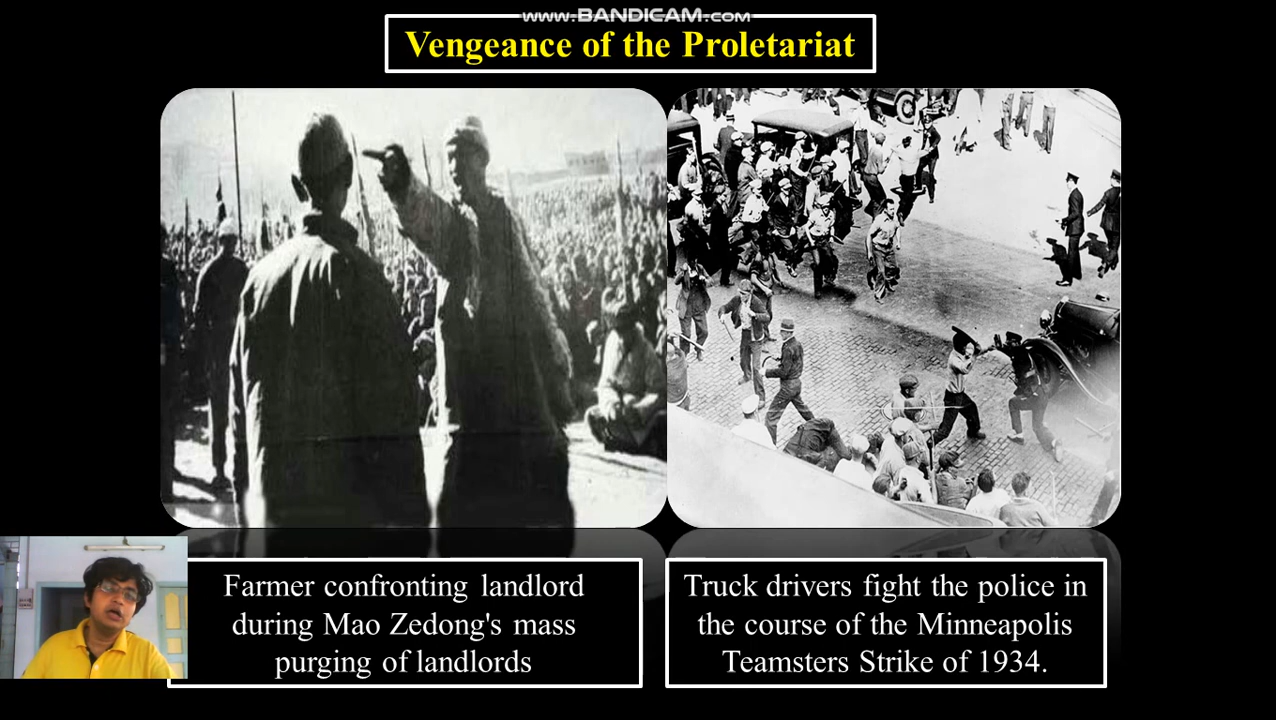 www.BANDICAM.com
Vengeance of the Proletariat
Farmer confronting landlord
during Mao Zedong's mass
purging of landlords
Truck drivers fight the police in
the course of the Minneapolis
Teamsters Strike of 1934.